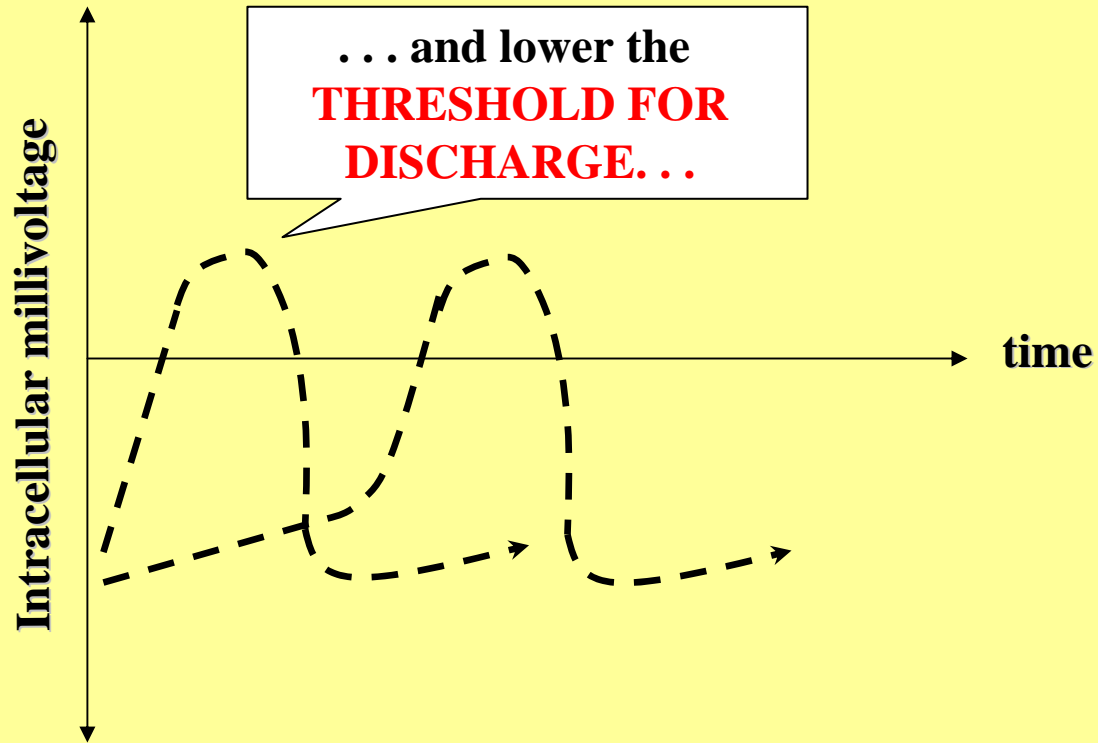 . . . and lower the
THRESHOLD FOR
DISCHARGE. . .
Intracellular millivoltage
time